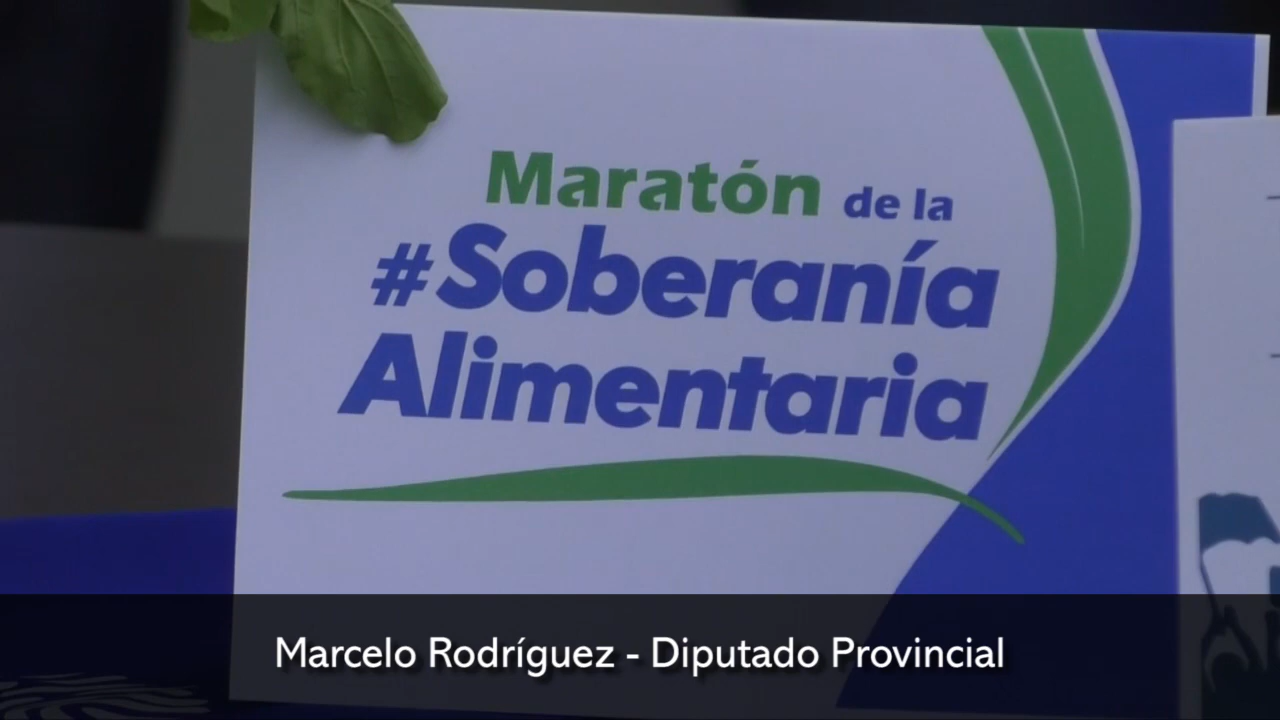 Maratón de la
#Soberanía
Alimentaria
Marcelo Rodríguez - Diputado Provincial